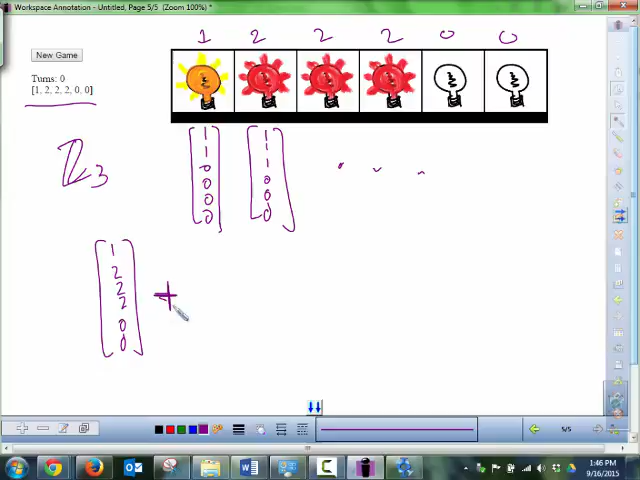 ActivInspire - Untitled, Page 5/5 (Zoom 100%) *
New Game
Turns: 0
[1, 2, 2, 2, 0, 0]
1 2 2 2 0 0
ℤ3
1 1
1 1
0 1
0 0
0 0
0 0
. . .
1
2
2
2
0
0
+
5/5
1:46 PM
9/16/2015